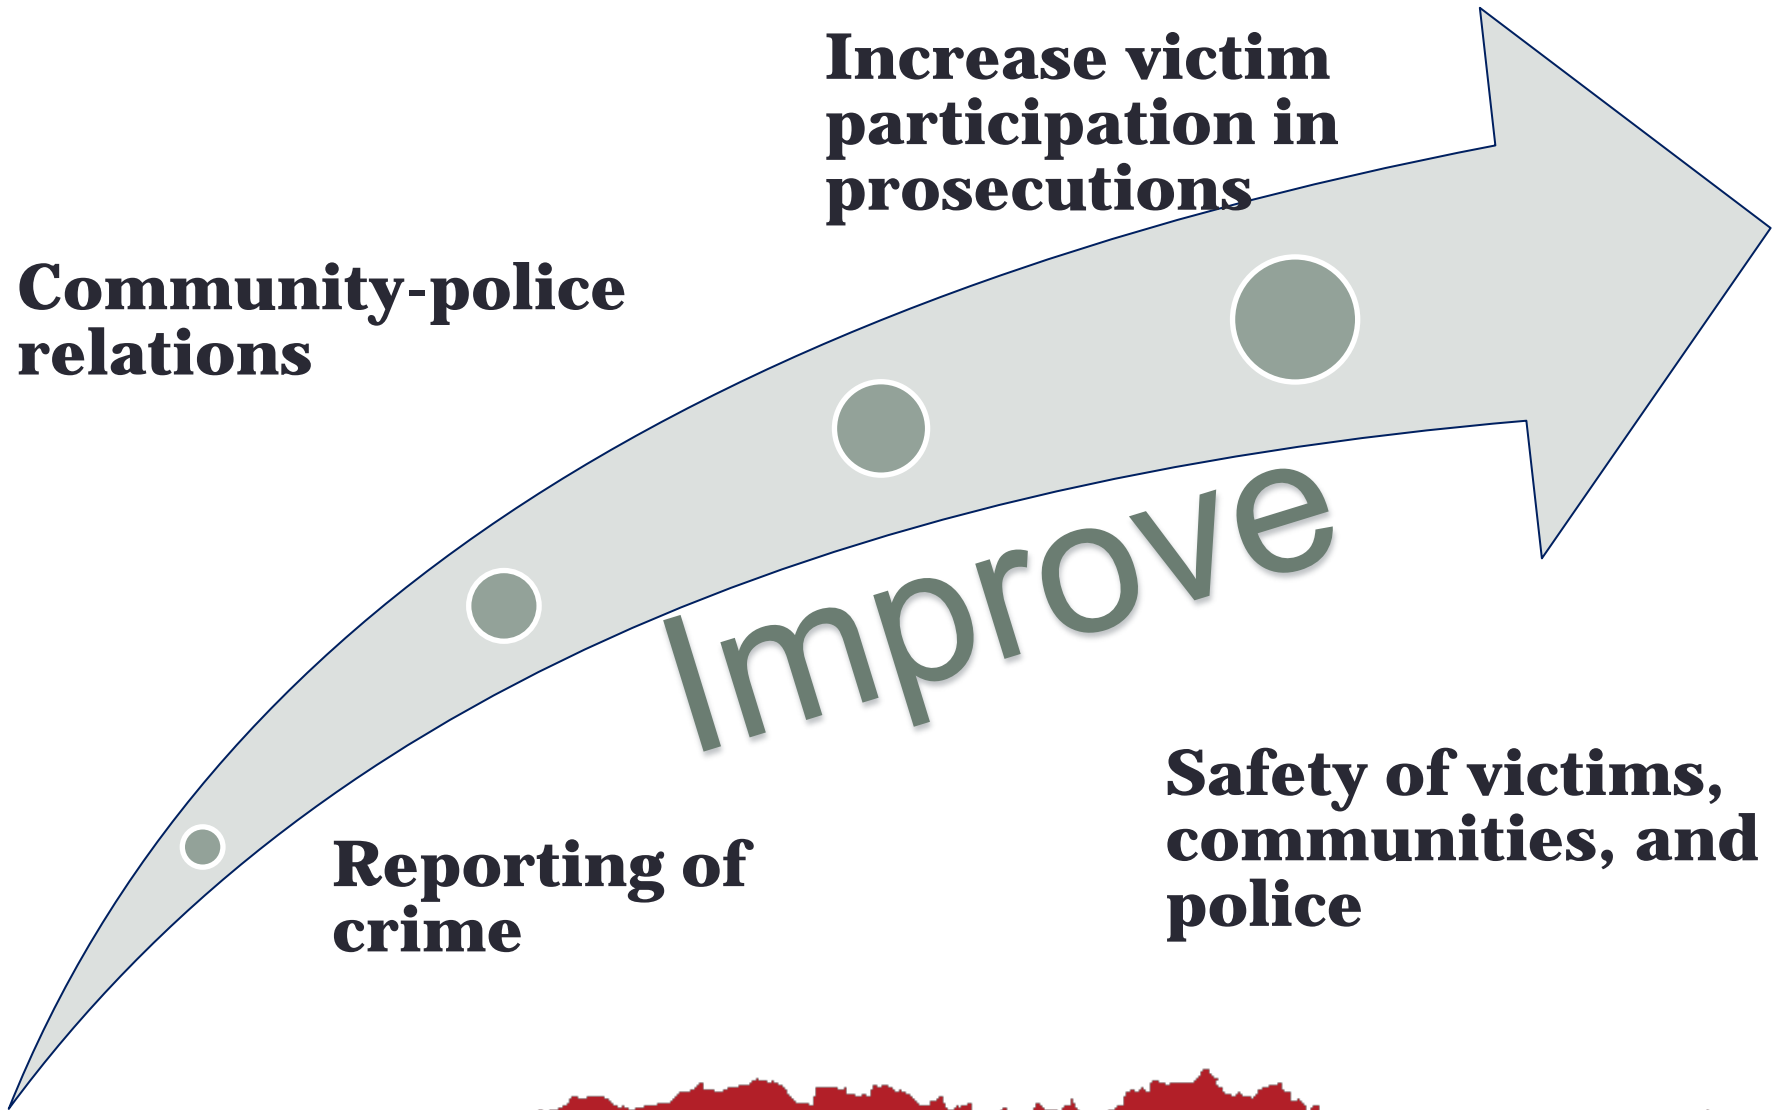 Increase victim
participation in
prosecutions
Community-police
relations
Improve
Safety of victims,
communities, and
police
Reporting of
crime